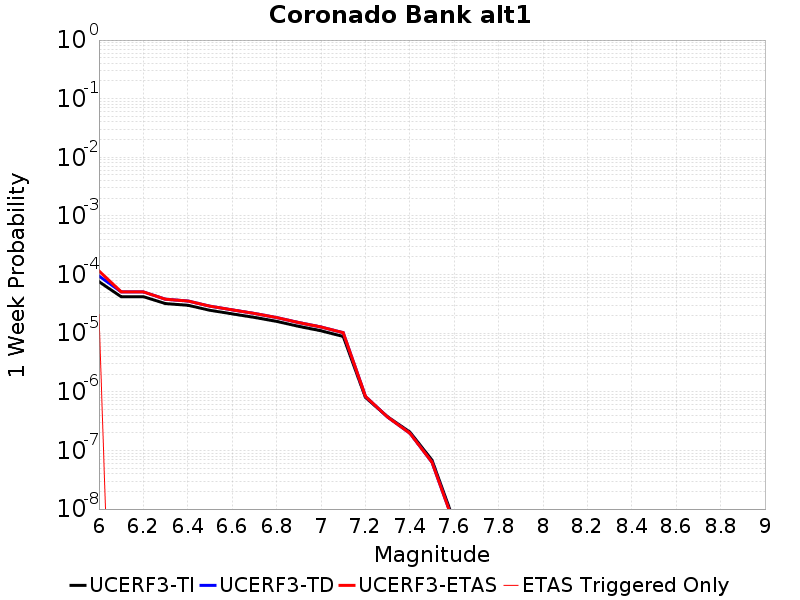 Coronado Bank alt1
1 Week Probability
10^0
10^-1
10^-2
10^-3
10^-4
10^-5
10^-6
10^-7
10^-8
6 6.2 6.4 6.6 6.8 7 7.2 7.4 7.6 7.8 8 8.2 8.4 8.6 8.8 9
Magnitude
UCERF3-TI UCERF3-TD UCERF3-ETAS ETAS Triggered Only